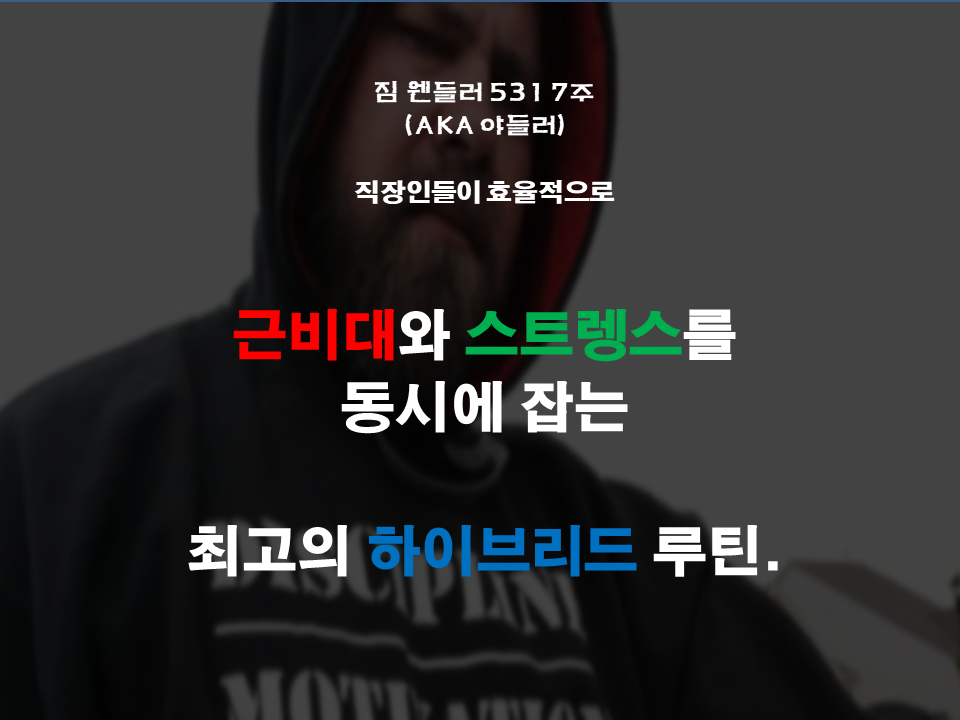 짐 웬들러 531 7주
(AKA 야들러)
직장인들이 효율적으로
근비대와 스트렝스를
동시에 잡는
최고의 하이브리드 루틴.
DISCIPLINE
MOTIVATION